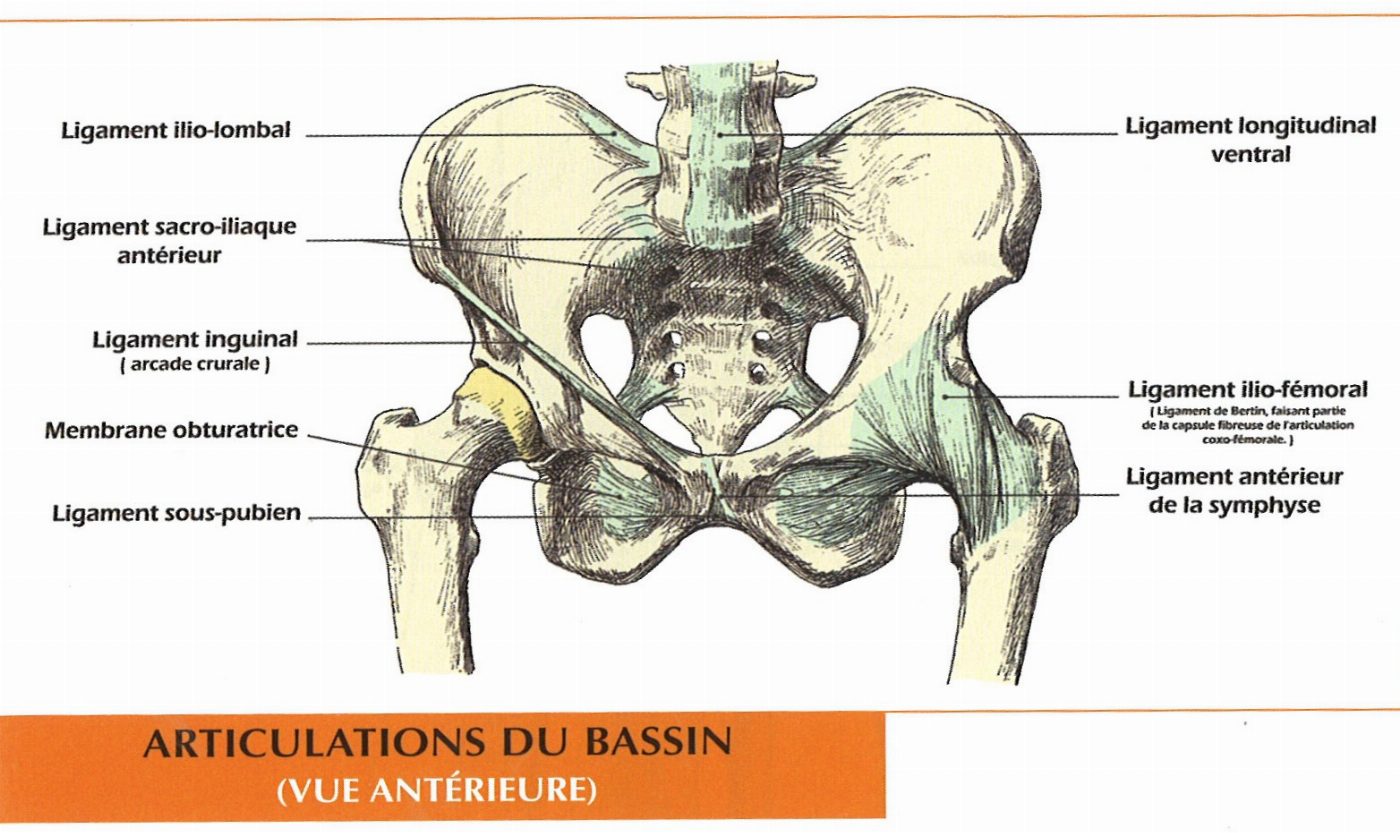 Ligament ilio-lombal
Ligament sacro-iliaque
antérieur
Ligament inguinal
( arcade crurale )
Membrane obturatrice
Ligament sous-pubien
Ligament longitudinal
ventral
Ligament ilio-fémoral
( Ligament de Bertin, faisant partie
de la capsule fibreuse de l'articulation
coxo-fémorale. )
Ligament antérieur
de la symphyse
ARTICULATIONS DU BASSIN
(VUE ANTÉRIEURE)